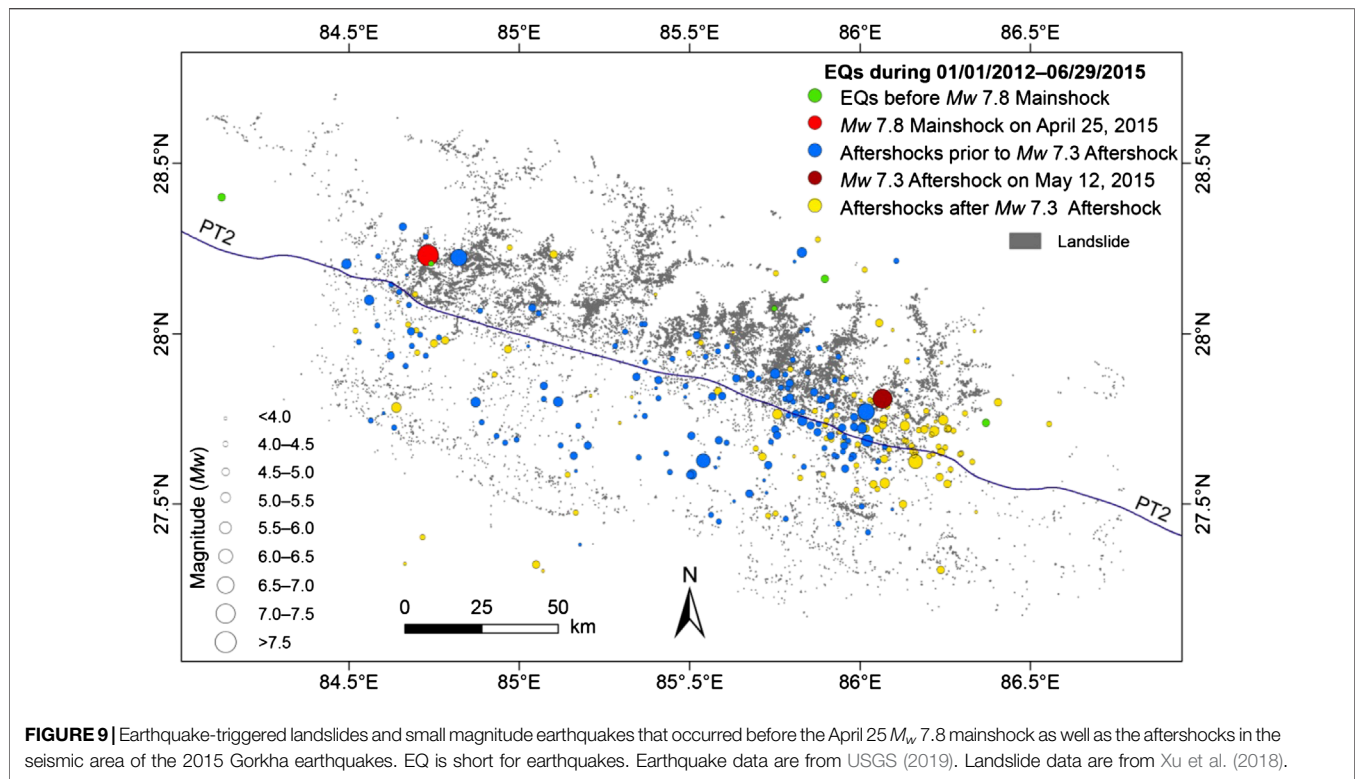 84.5°E 85°E 85.5°E 86°E 86.5°E
EQs during 01/01/2012–06/29/2015
EQs before Mw 7.8 Mainshock
Mw 7.8 Mainshock on April 25, 2015
Aftershocks prior to Mw 7.3 Aftershock
Mw 7.3 Aftershock on May 12, 2015
Aftershocks after Mw 7.3 Aftershock
Landslide
28.5°N 28.5°N
PT2
28°N 28°N
Magnitude (Mw)
<4.0
4.0–4.5
4.5–5.0
5.0–5.5
5.5–6.0
6.0–6.5
6.5–7.0
7.0–7.5
>7.5
27.5°N 27.5°N
PT2
N
0 25 50
km
84.5°E 85°E 85.5°E 86°E 86.5°E
FIGURE 9 | Earthquake-triggered landslides and small magnitude earthquakes that occurred before the April 25 Mw 7.8 mainshock as well as the aftershocks in the
seismic area of the 2015 Gorkha earthquakes. EQ is short for earthquakes. Earthquake data are from USGS (2019). Landslide data are from Xu et al. (2018).